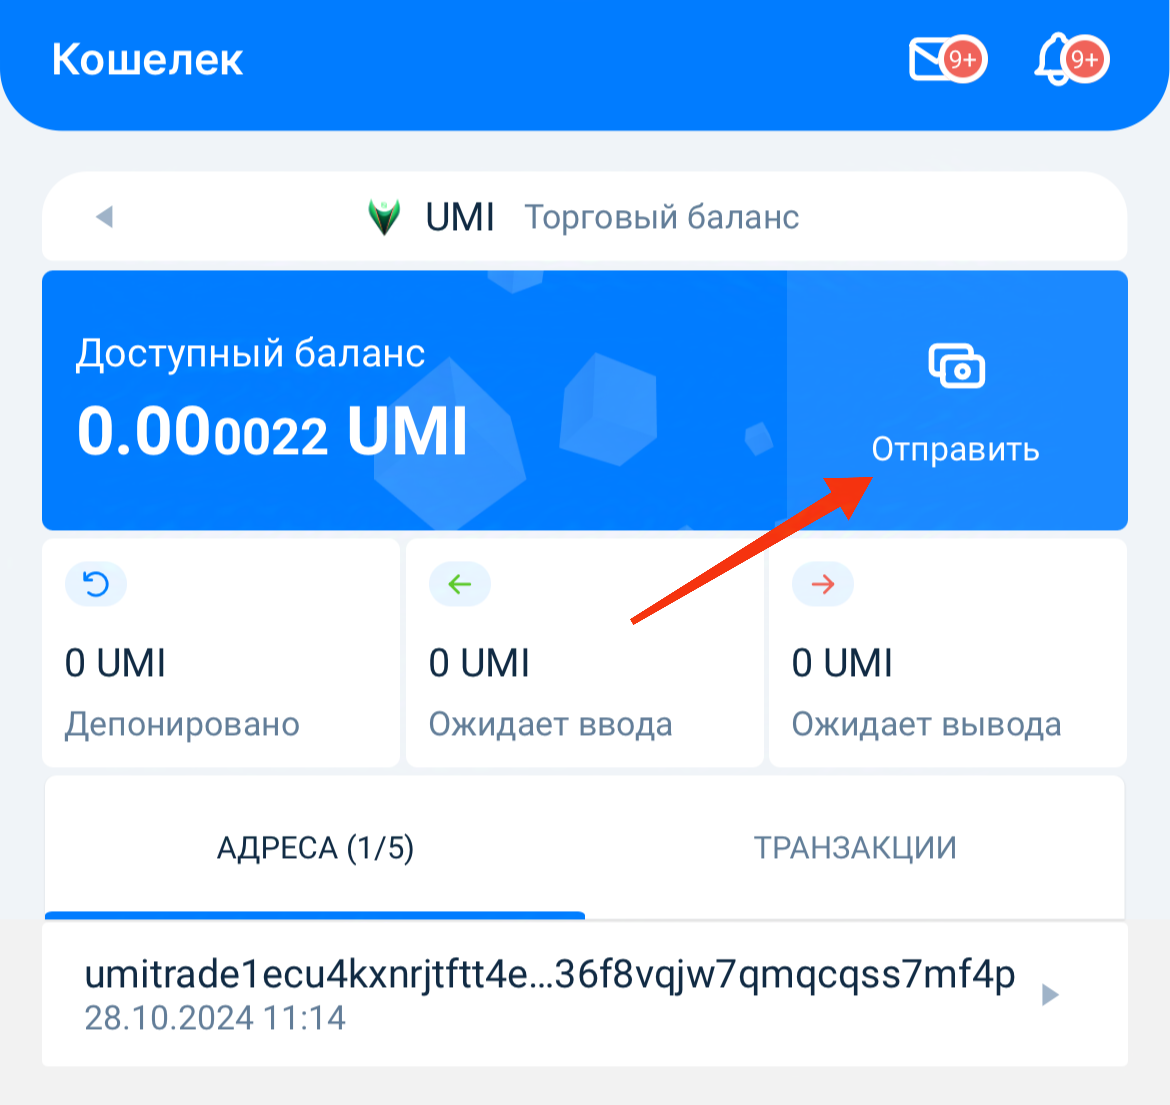 Кошелек
9+
9+
UMI Торговый баланс
Доступный баланс
0.000022 UMI
Отправить
0 UMI
Депонировано
0 UMI
Ожидает ввода
0 UMI
Ожидает вывода
АДРЕСА (1/5)
ТРАНЗАКЦИИ
umitrade1ecu4kxnrjtftt4e...36f8vqjw7qmqcqss7mf4p
28.10.2024 11:14